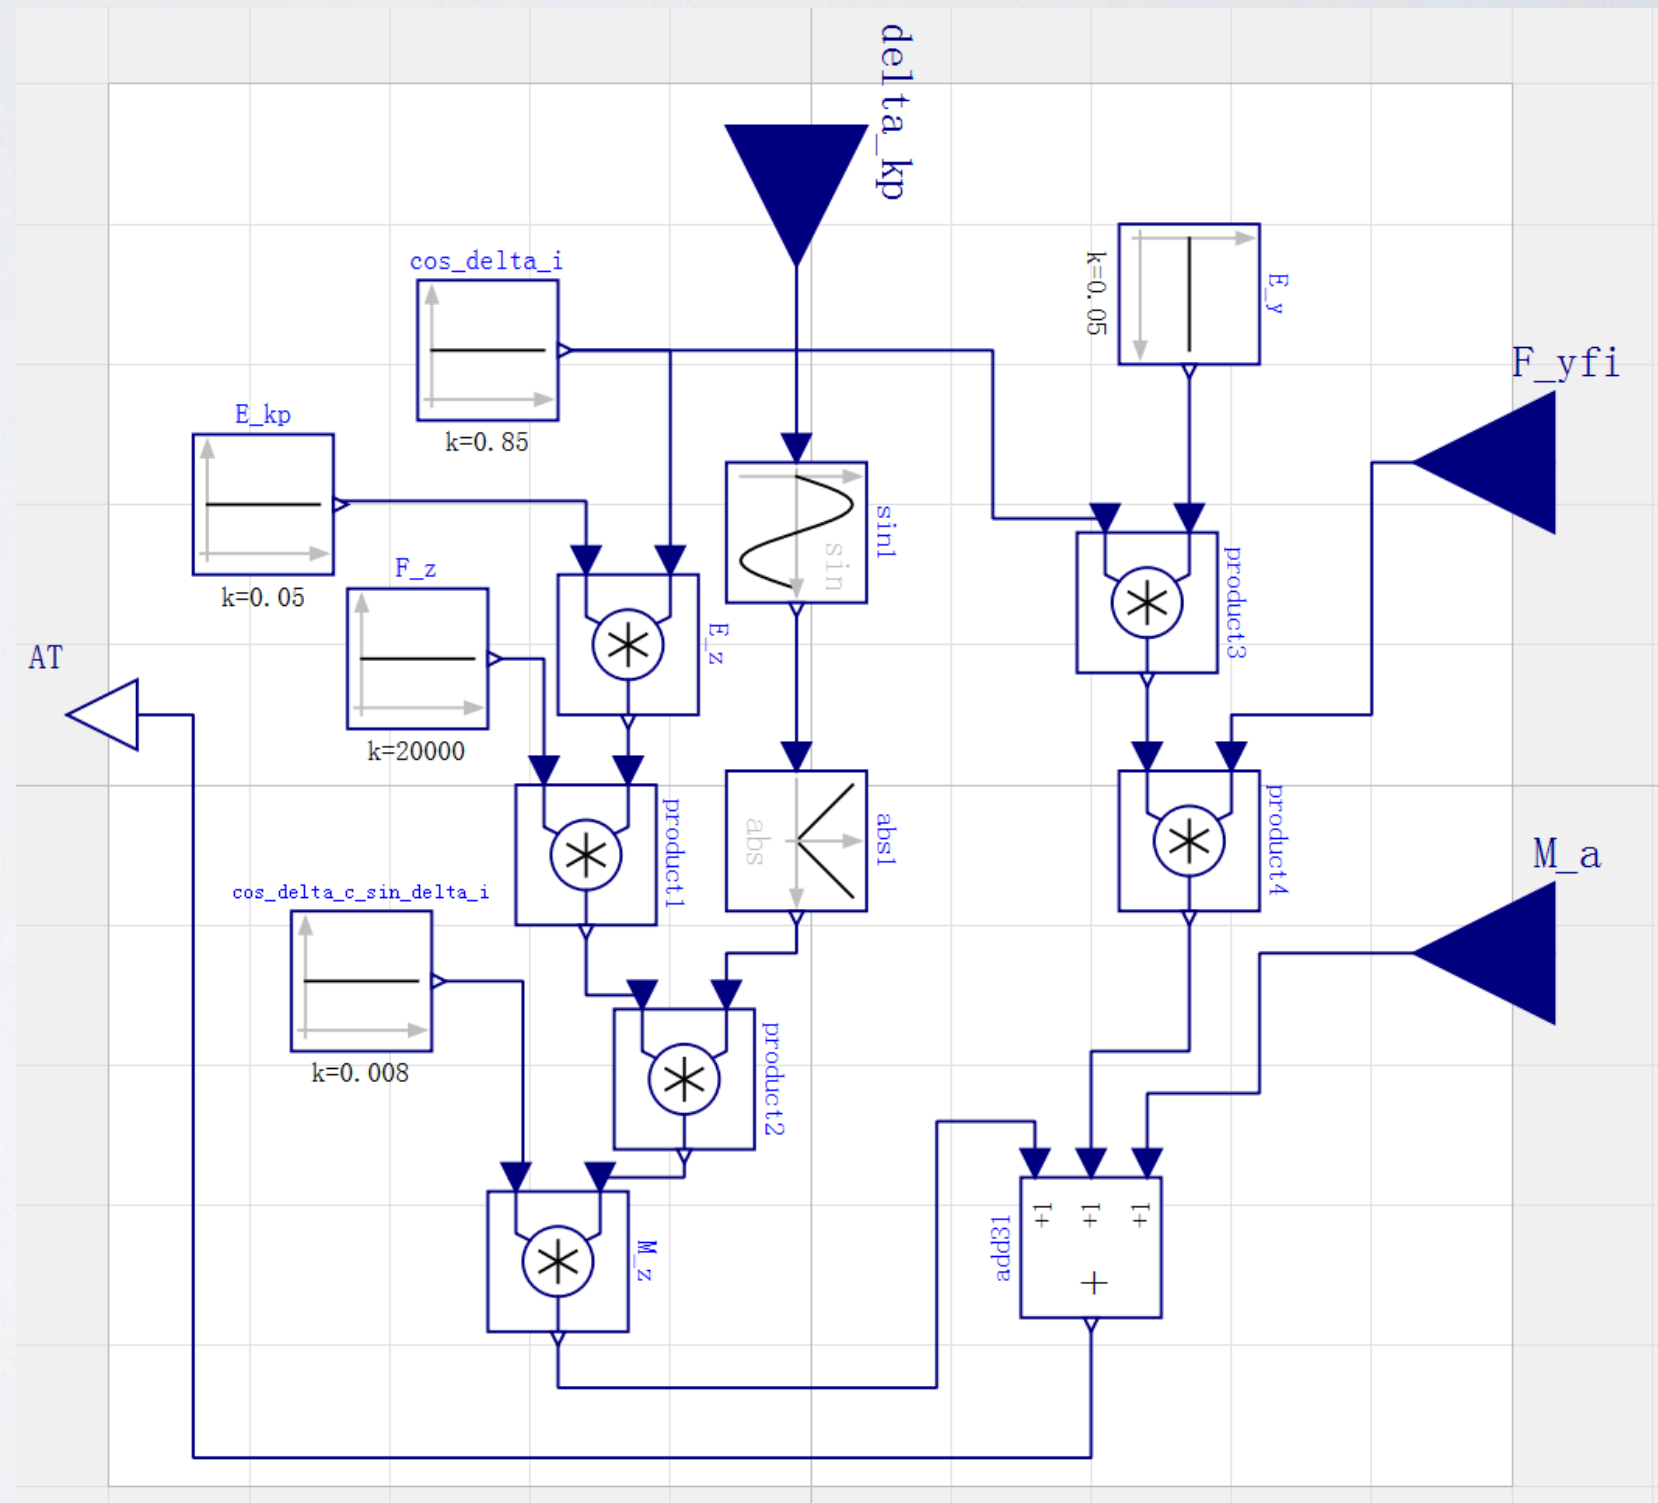 delta_kp
cos_delta_i
k=0.85
E_y
k=0.05
F_yfi
E_kp
k=0.05
sin
sin1
product3
F_z
k=20000
E_z
AT
product1
abs
abs1
product4
M_a
cos_delta_c_sin_delta_i
k=0.008
product2
M_z
add31
+1
+1
+1
+